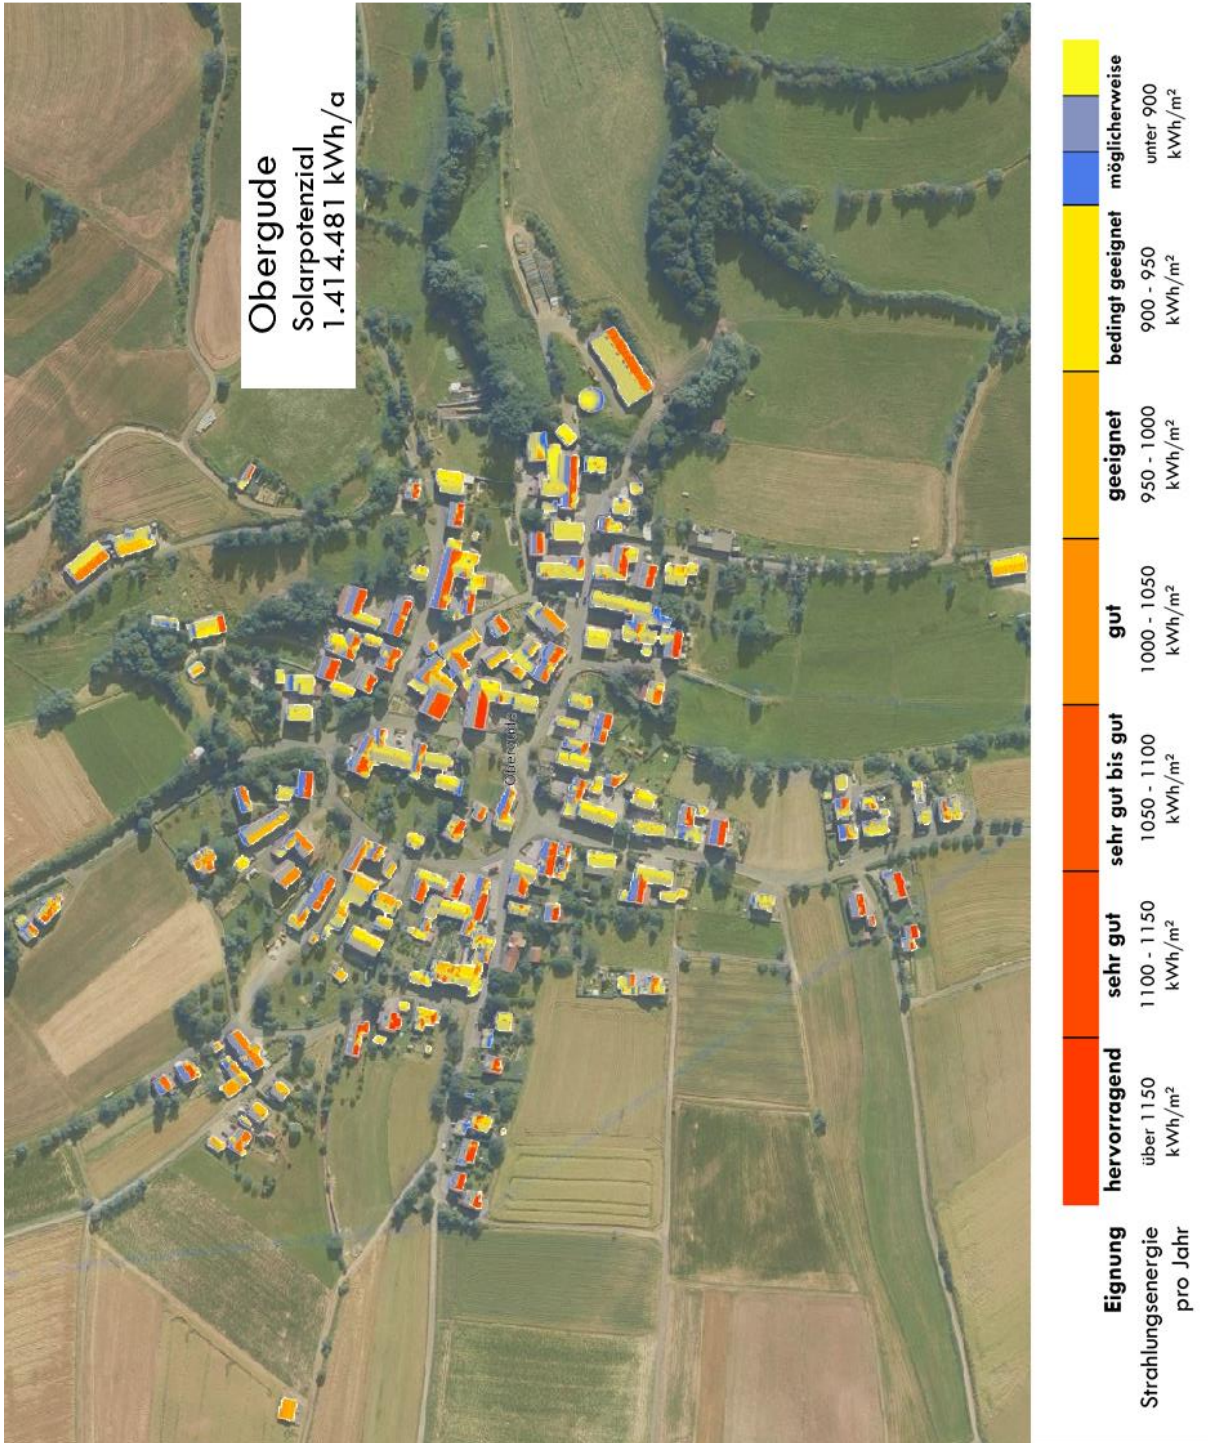 Obergude
Solarpotenzial
1.414.481 kWh/a
Obergude
Eignung
hervorragend
sehr gut
sehr gut bis gut
gut
geeignet
bedingt geeignet
möglicherweise
Strahlungsenergie
pro Jahr
über 1150
kWh/m²
1100 - 1150
kWh/m²
1050 - 1100
kWh/m²
1000 - 1050
kWh/m²
950 - 1000
kWh/m²
900 - 950
kWh/m²
unter 900
kWh/m²